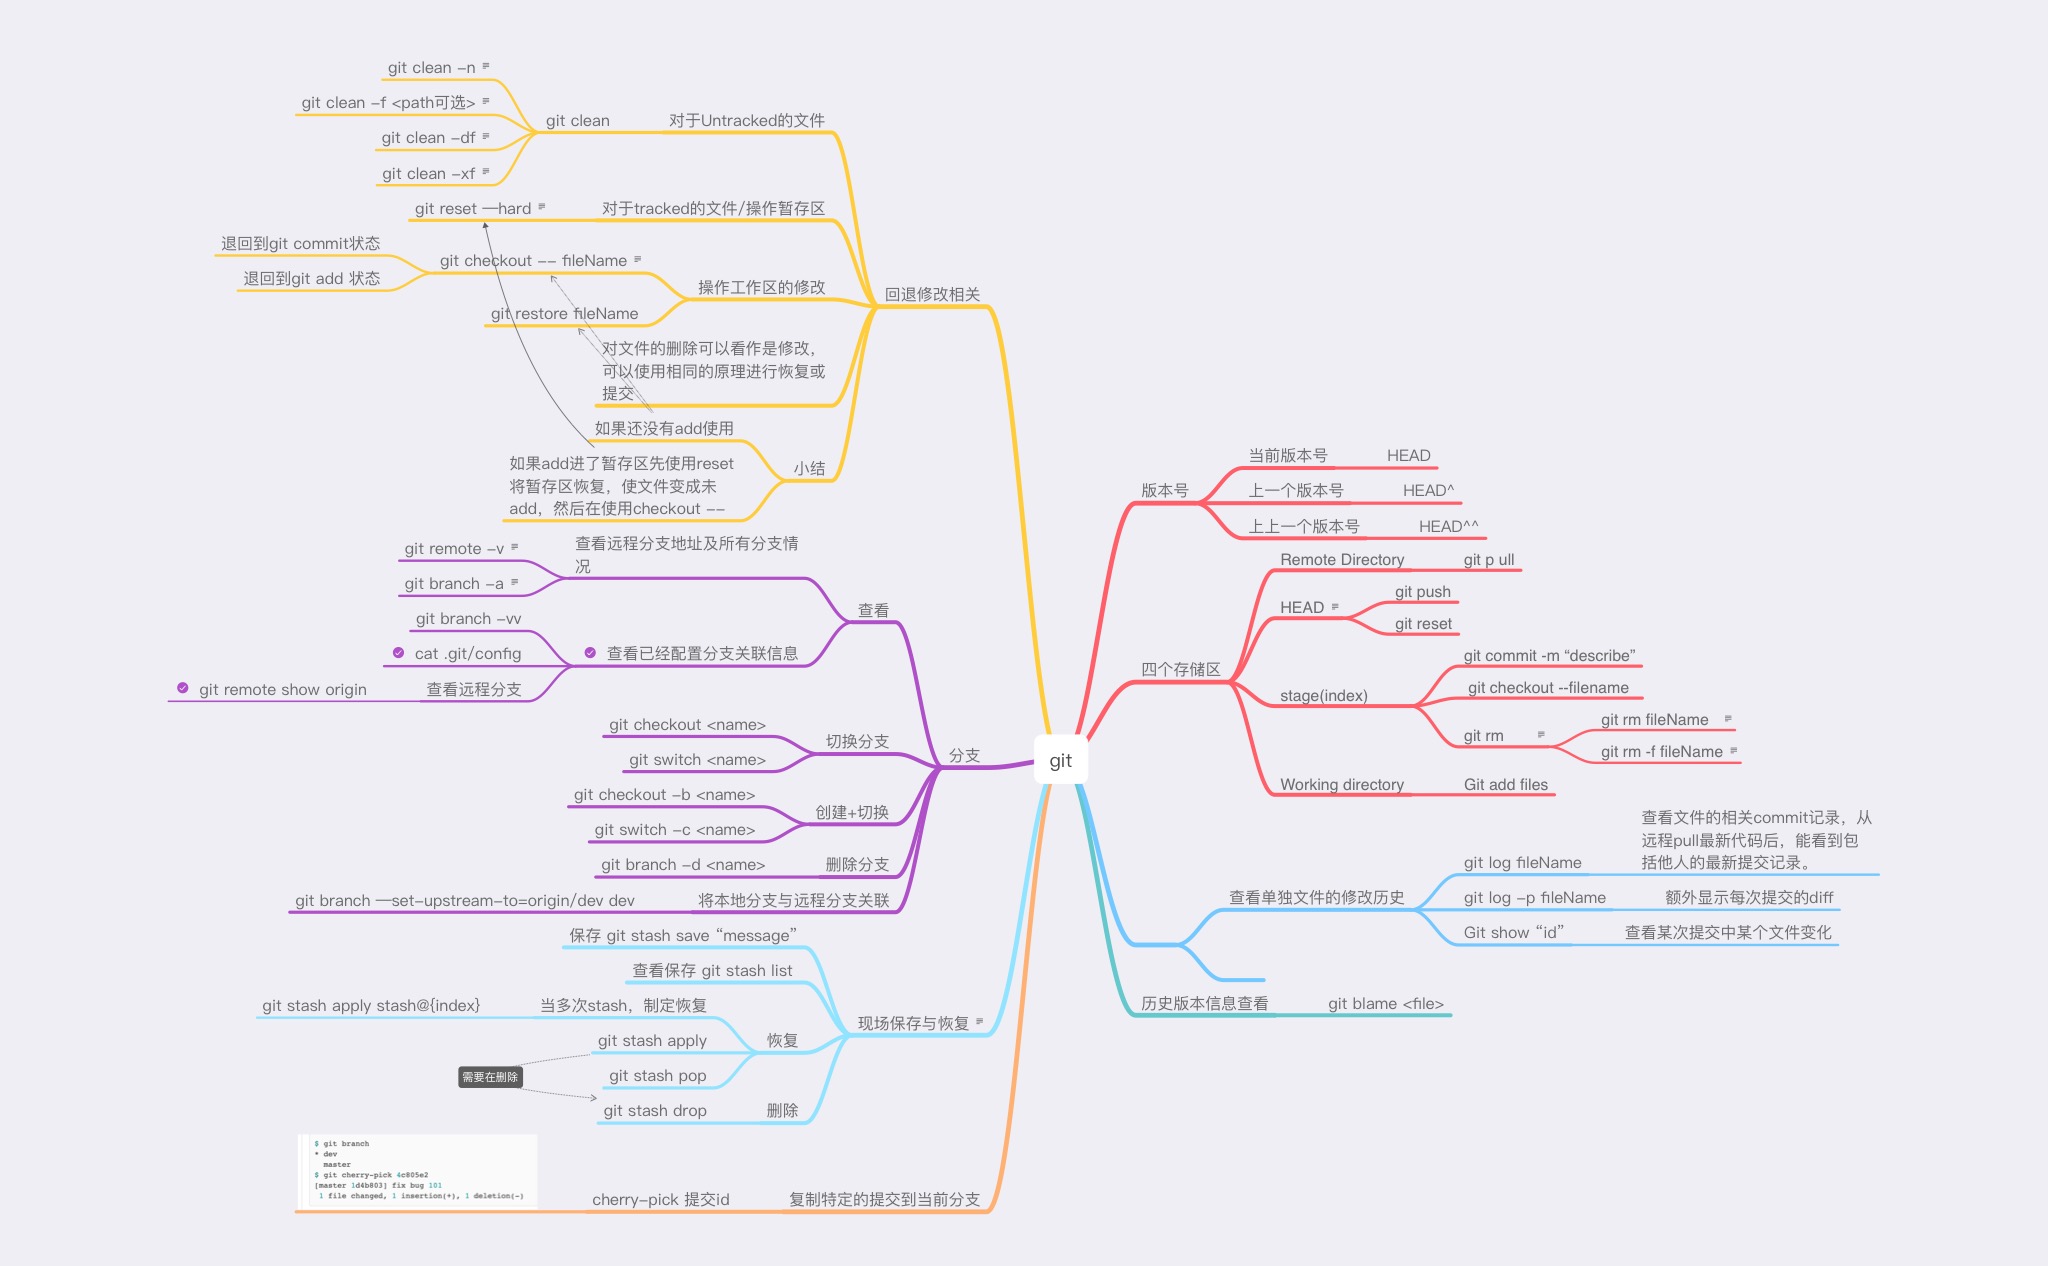 git clean -n
git clean -f <path可选>
git clean -df
git clean -xf
git clean
对于Untracked的文件
git reset —hard
对于tracked的文件/操作暂存区
退回到git commit状态
退回到git add 状态
git checkout -- fileName
git restore fileName
操作工作区的修改
对文件的删除可以看作是修改,
可以使用相同的原理进行恢复或
提交
如果还没有add使用
如果add进了暂存区先使用reset
将暂存区恢复，使文件变成未
add，然后在使用checkout --
小结
回退修改相关
git remote -v
git branch -a
查看远程分支地址及所有分支情
况
git branch -vv
cat .git/config
git remote show origin
查看远程分支
查看已经配置分支关联信息
查看
git checkout <name>
git switch <name>
切换分支
git checkout -b <name>
git switch -c <name>
创建+切换
git branch -d <name>
删除分支
git branch —set-upstream-to=origin/dev dev
将本地分支与远程分支关联
分支
保存 git stash save “message”
查看保存 git stash list
git stash apply stash@{index}
当多次stash，制定恢复
git stash apply
git stash pop
恢复
需要在删除
git stash drop
删除
现场保存与恢复
$ git branch
* dev
master
$ git cherry-pick 4c805e2
[master 1d4b803] fix bug 101
1 file changed, 1 insertion(+), 1 deletion(-)
cherry-pick 提交id
复制特定的提交到当前分支
git
版本号
当前版本号
HEAD
上一个版本号
HEAD^
上上一个版本号
HEAD^^
四个存储区
Remote Directory
git p ull
HEAD
git push
git reset
stage(index)
git commit -m “describe”
git checkout --filename
git rm
git rm fileName
git rm -f fileName
Working directory
Git add files
查看单独文件的修改历史
git log fileName
查看文件的相关commit记录，从
远程pull最新代码后，能看到包
括他人的最新提交记录。
git log -p fileName
额外显示每次提交的diff
Git show “id”
查看某次提交中某个文件变化
历史版本信息查看
git blame <file>